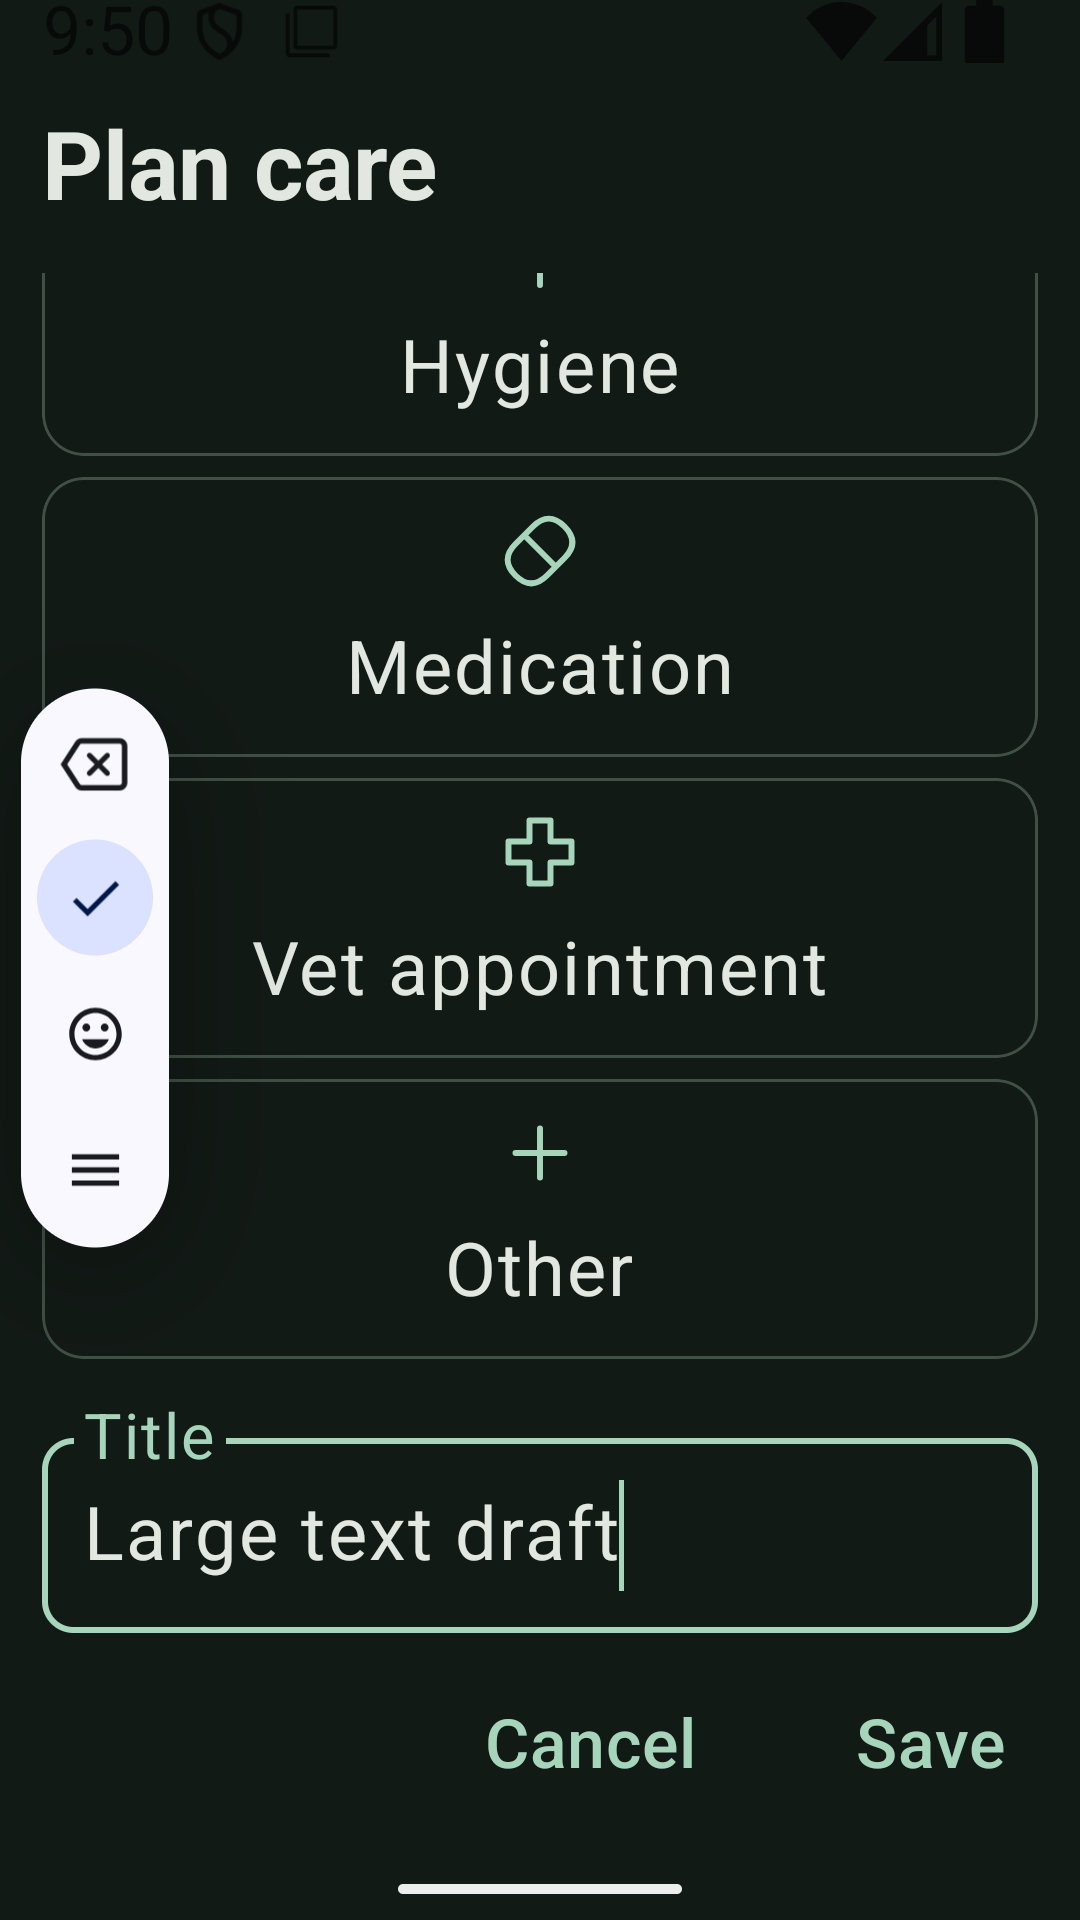 9:50
Plan care
Hygiene
Medication
Vet appointment
Other
Title
Large text draft
Cancel
Save